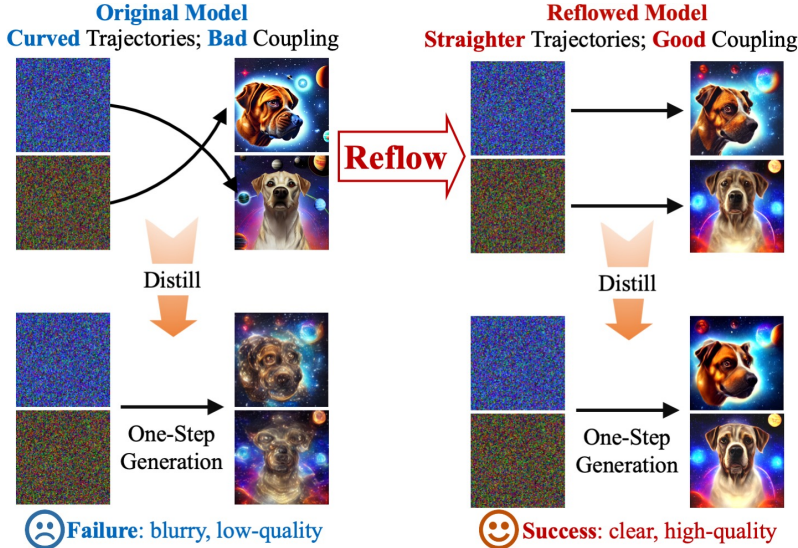 Original Model
Curved Trajectories; Bad Coupling
Reflowed Model
Straighter Trajectories; Good Coupling
Reflow
Distill
Distill
One-Step
Generation
One-Step
Generation
Failure: blurry, low-quality
Success: clear, high-quality